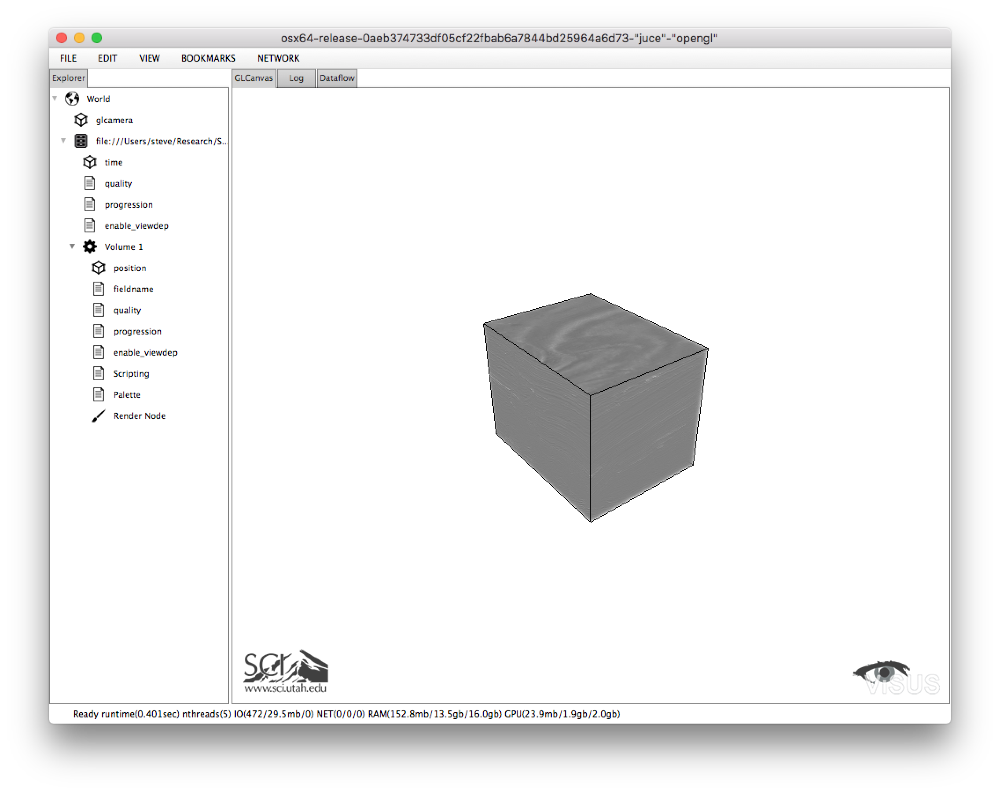 osx64-release-0aeb374733df05cf22fbab6a7844bd25964a6d73-"juce"-"opengl"
FILE EDIT VIEW BOOKMARKS NETWORK
Explorer
GLCanvas Log Dataflow
World
glcamera
file:///Users/steve/Research/S...
time
quality
progression
enable_viewdep
Volume 1
position
fieldname
quality
progression
enable_viewdep
Scripting
Palette
Render Node
SCI
www.sci.utah.edu
ViSUS
Ready runtime(0.401sec) nthreads(5) IO(472/29.5mb/0) NET(0/0/0) RAM(152.8mb/13.5gb/16.0gb) GPU(23.9mb/1.9gb/2.0gb)